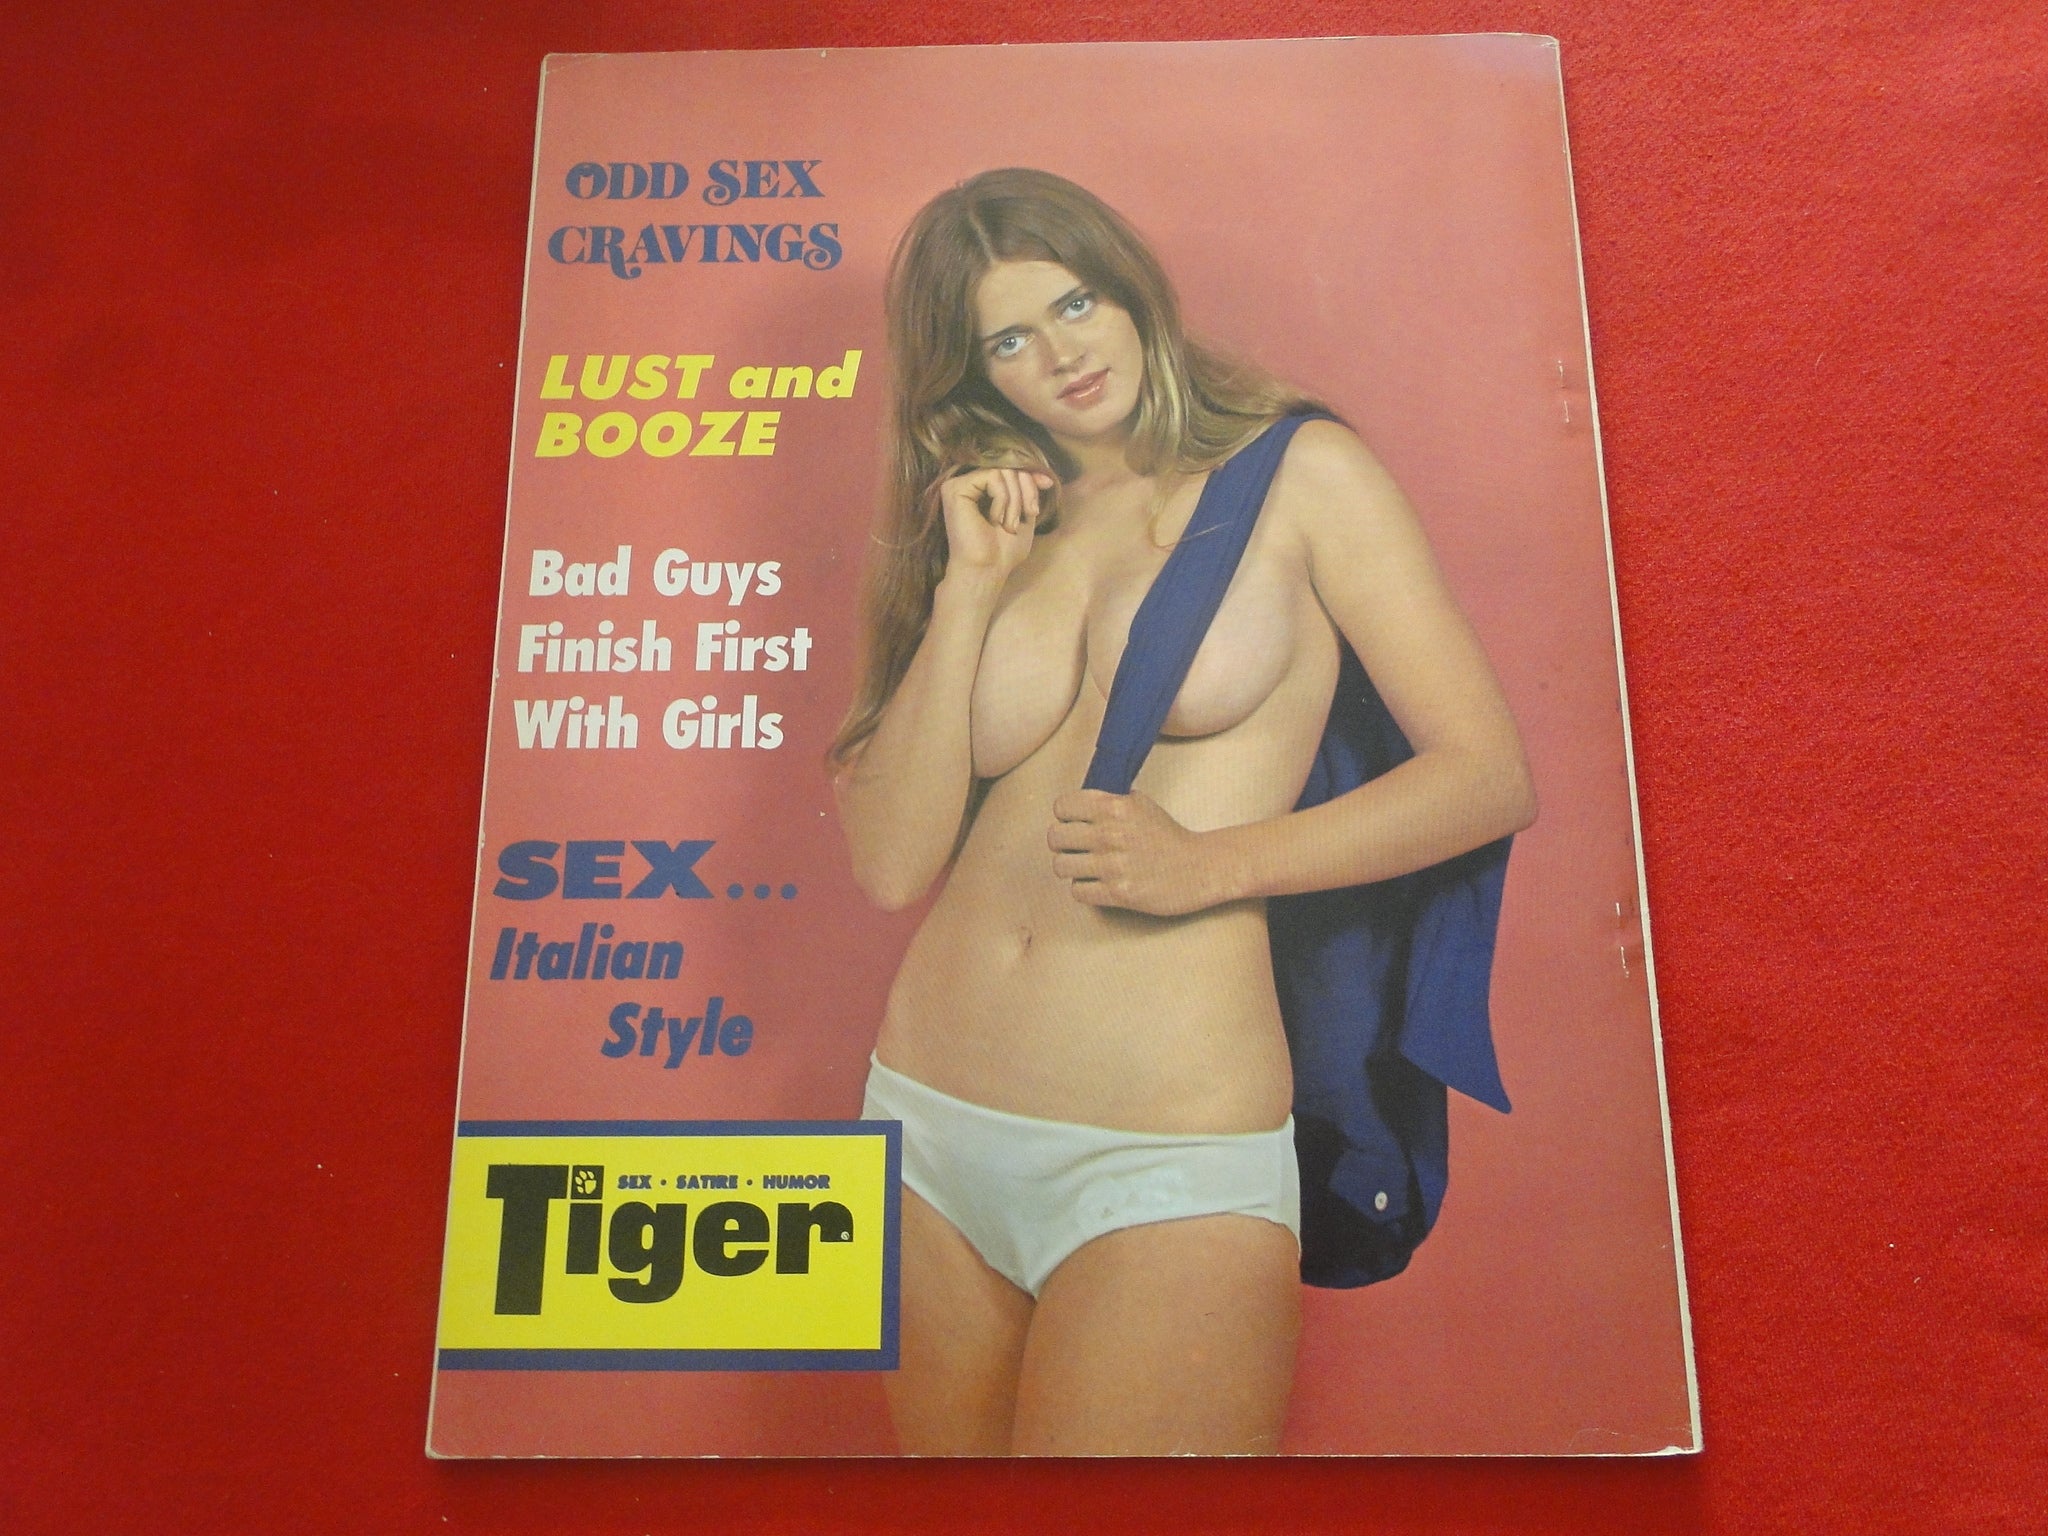 ODD SEX
CRAVINGS
LUST and
BOOZE
Bad Guys
Finish First
With Girls
SEX...
Italian
Style
SEX • SATIRE • HUMOR
Tiger